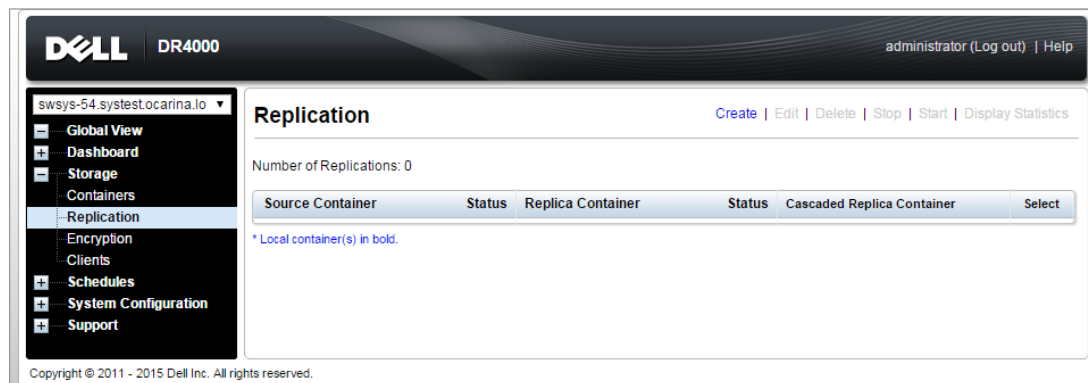 DELL DR4000 administrator (Log out) | Help
swsys-54.systest.ocarina.lo
Global View
Dashboard
Storage
Containers
Replication
Encryption
Clients
Schedules
System Configuration
Support
Replication
Create | Edit | Delete | Stop | Start | Display Statistics
Number of Replications: 0
Source Container Status Replica Container Status Cascaded Replica Container Select
* Local container(s) in bold.
Copyright © 2011 - 2015 Dell Inc. All rights reserved.